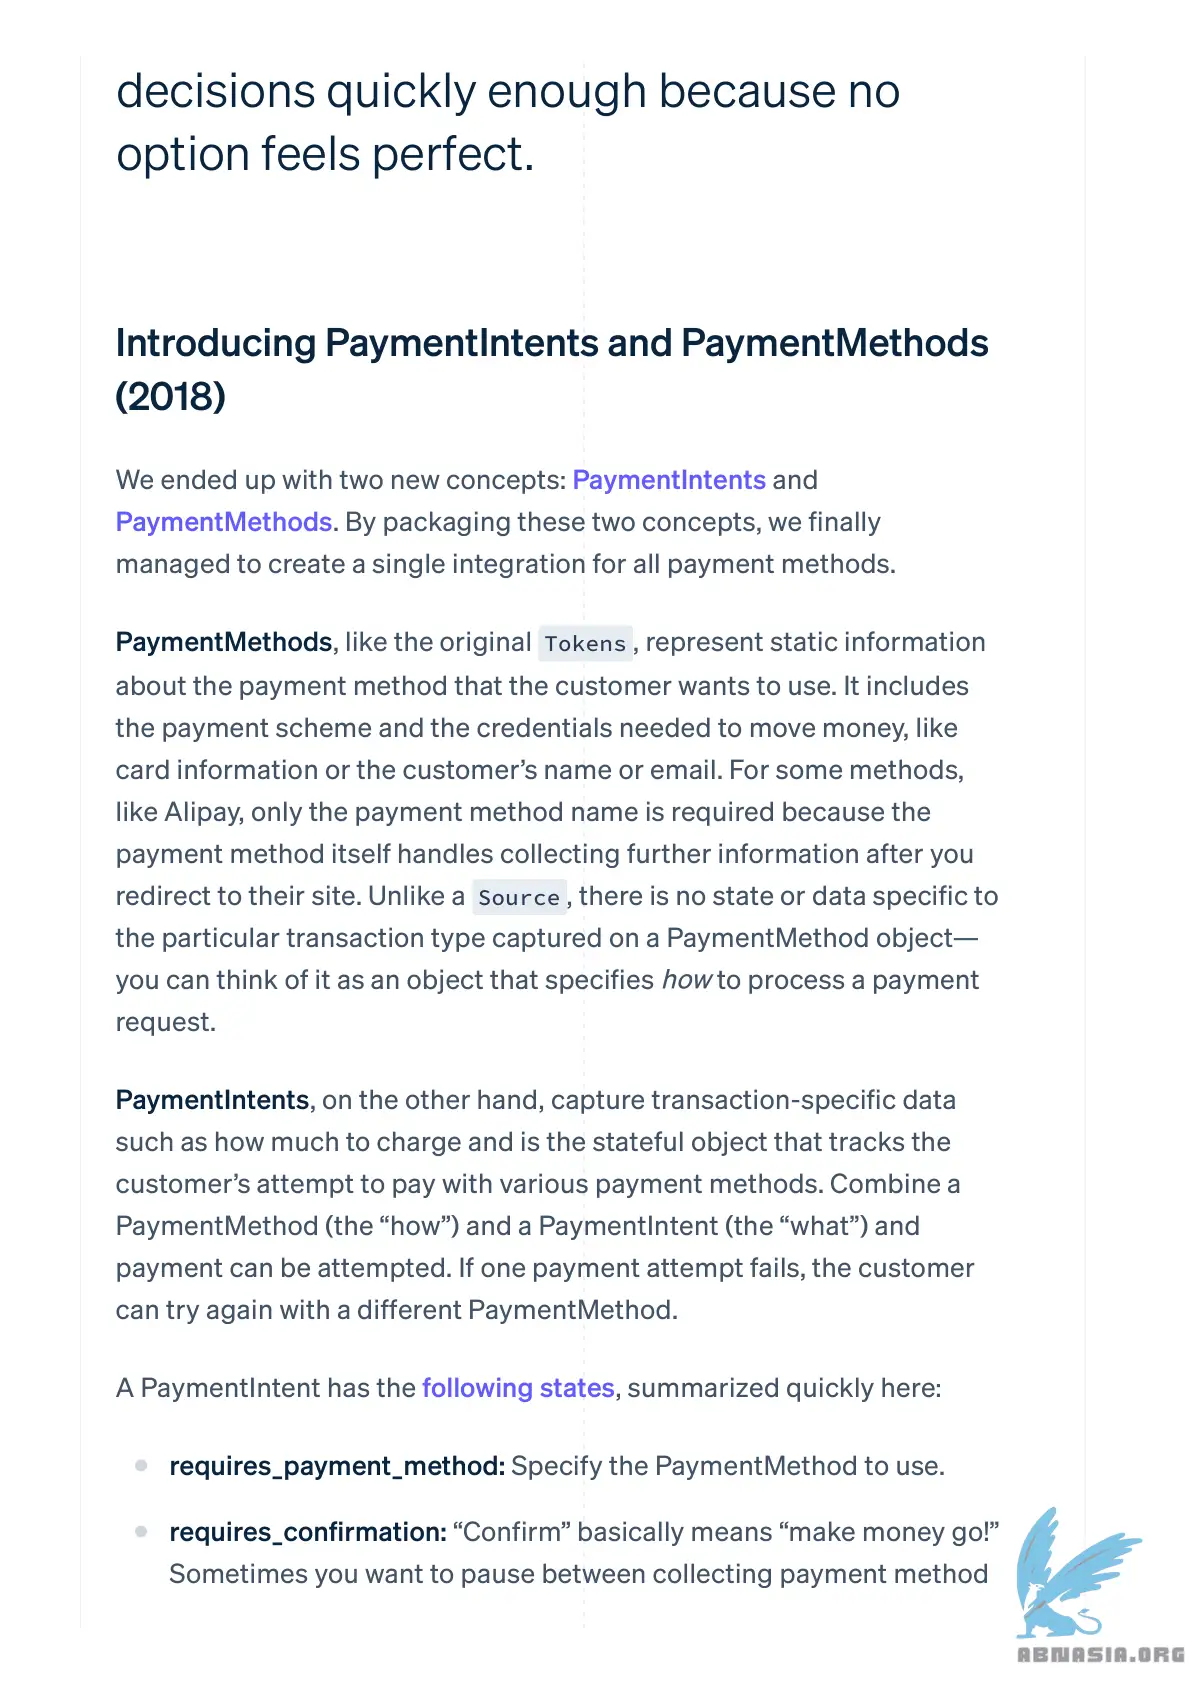 decisions quickly enough because no
option feels perfect.
Introducing PaymentIntents and PaymentMethods
(2018)
We ended up with two new concepts: PaymentIntents and
PaymentMethods. By packaging these two concepts, we finally
managed to create a single integration for all payment methods.
PaymentMethods, like the original Tokens, represent static information
about the payment method that the customer wants to use. It includes
the payment scheme and the credentials needed to move money, like
card information or the customer’s name or email. For some methods,
like Alipay, only the payment method name is required because the
payment method itself handles collecting further information after you
redirect to their site. Unlike a Source, there is no state or data specific to
the particular transaction type captured on a PaymentMethod object—
you can think of it as an object that specifies how to process a payment
request.
PaymentIntents, on the other hand, capture transaction-specific data
such as how much to charge and is the stateful object that tracks the
customer’s attempt to pay with various payment methods. Combine a
PaymentMethod (the “how”) and a PaymentIntent (the “what”) and
payment can be attempted. If one payment attempt fails, the customer
can try again with a different PaymentMethod.
A PaymentIntent has the following states, summarized quickly here:
requires_payment_method: Specify the PaymentMethod to use.
requires_confirmation: “Confirm” basically means “make money go!”
Sometimes you want to pause between collecting payment method
ABNASIA.ORG